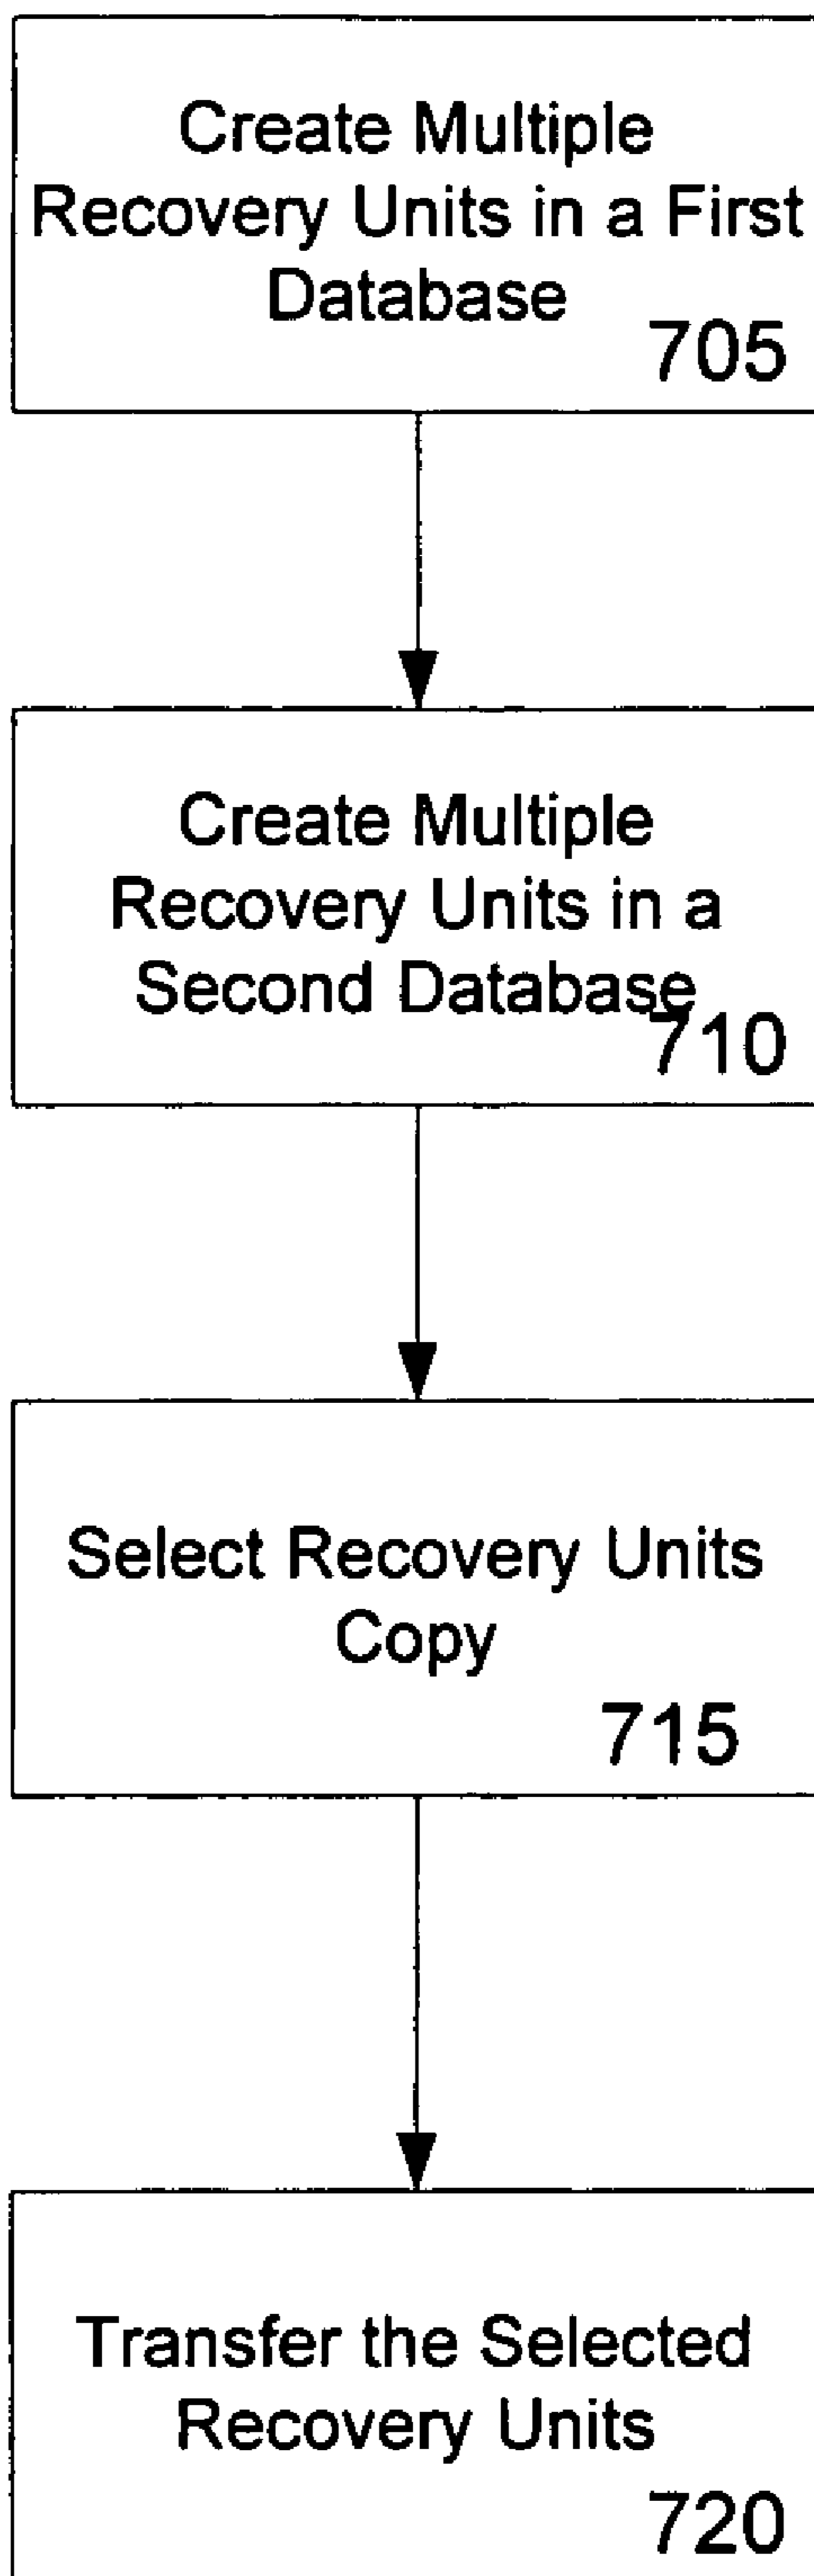 Create Multiple
Recovery Units in a First
Database
705
Create Multiple
Recovery Units in a
Second Database
710
Select Recovery Units
Copy
715
Transfer the Selected
Recovery Units
720